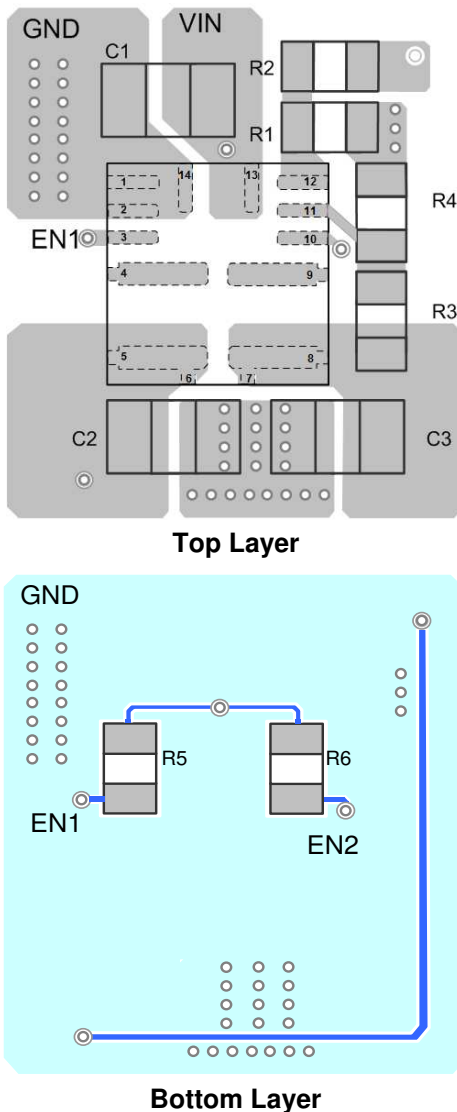 GND
VIN
C1
R2
R1
1
14
13
12
2
11
R4
EN1
3
10
4
9
R3
5
8
6
7
C2
C3
Top Layer
GND
R5
R6
EN1
EN2
Bottom Layer